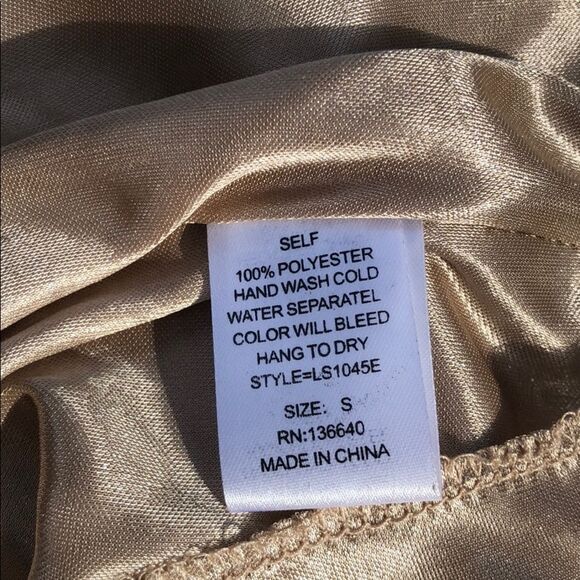 SELF
100% POLYESTER
HAND WASH COLD
WATER SEPARATEL
COLOR WILL BLEED
HANG TO DRY
STYLE=LS1045E
SIZE: S
RN:136640
MADE IN CHINA